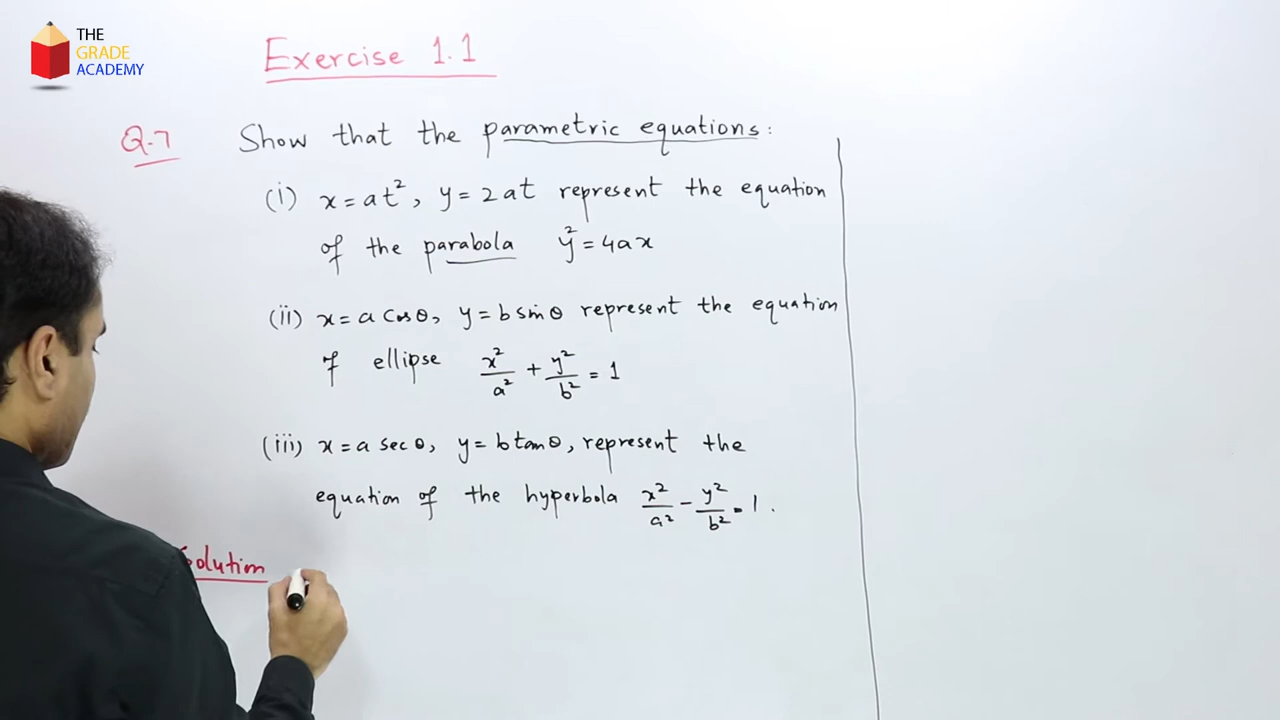 THE
GRADE
ACADEMY
Exercise 1.1
Q.7 Show that the parametric equations:
(i) x = at², y = 2at represent the equation
of the parabola y² = 4ax
(ii) x = a cosθ, y = b sinθ represent the equation
of ellipse x²/a² + y²/b² = 1
(iii) x = a secθ, y = b tanθ, represent the
equation of the hyperbola x²/a² - y²/b² = 1.
Solution